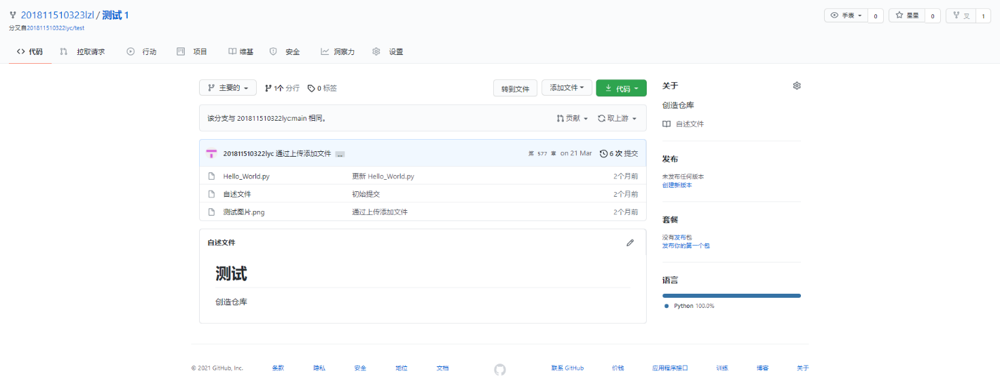 201811510323lzl / 测试 1
手表 0 星星 0 叉 1
分叉自201811510322lyc/test
代码 拉取请求 行动 项目 维基 安全 洞察力 设置
主要的 1个 分行 0 标签 转到文件 添加文件 代码
该分支与 201811510322lyc:main 相同。 贡献 取上游
201811510322lyc 通过上传添加文件 ... 第 577 章 on 21 Mar 6 次 提交
Hello_World.py 更新 Hello_World.py 2个月前
自述文件 初始提交 2个月前
测试图片.png 通过上传添加文件 2个月前
自述文件
测试
创造仓库
关于
创造仓库
自述文件
发布
未发布任何版本
创建新版本
套餐
没有发布包
发布你的第一个包
语言
Python 100.0%
© 2021 GitHub, Inc. 条款 隐私 安全 地位 文档 联系 GitHub 价钱 应用程序接口 训练 博客 关于